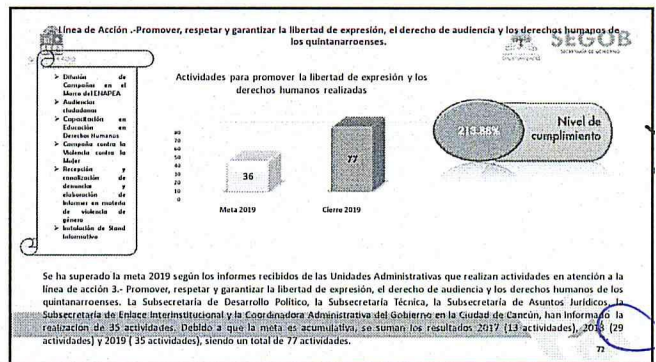 Línea de Acción .-Promover, respetar y garantizar la libertad de expresión, el derecho de audiencia y los derechos humanos de
los quintanarroenses.
SEGOB
SECRETARÍA DE GOBIERNO
➢ Difusión de
Campañas en el
Marco del ENAPEA
➢ Audiencias
ciudadanas
➢ Capacitación en
Educación en
Derechos Humanos
➢ Campaña contra la
Violencia contra la
Mujer
➢ Recepción y
canalización de
denuncias y
elaboración de
Informes en materia
de violencia de
género
➢ Instalación de Stand
Informativo
Actividades para promover la libertad de expresión y los
derechos humanos realizadas
80
70
60
50
40
30
20
10
0
36
77
Meta 2019
Cierre 2019
213.88%
Nivel de
cumplimiento
Se ha superado la meta 2019 según los informes recibidos de las Unidades Administrativas que realizan actividades en atención a la
línea de acción 3.- Promover, respetar y garantizar la libertad de expresión, el derecho de audiencia y los derechos humanos de los
quintanarroenses. La Subsecretaría de Desarrollo Político, la Subsecretaría Técnica, la Subsecretaría de Asuntos Jurídicos, la
Subsecretaría de Enlace Interinstitucional y la Coordinadora Administrativa del Gobierno en la Ciudad de Cancún, han informado la
realización de 35 actividades. Debido a que la meta es acumulativa, se suman los resultados 2017 (13 actividades), 2018 (29
actividades) y 2019 ( 35 actividades), siendo un total de 77 actividades.
72